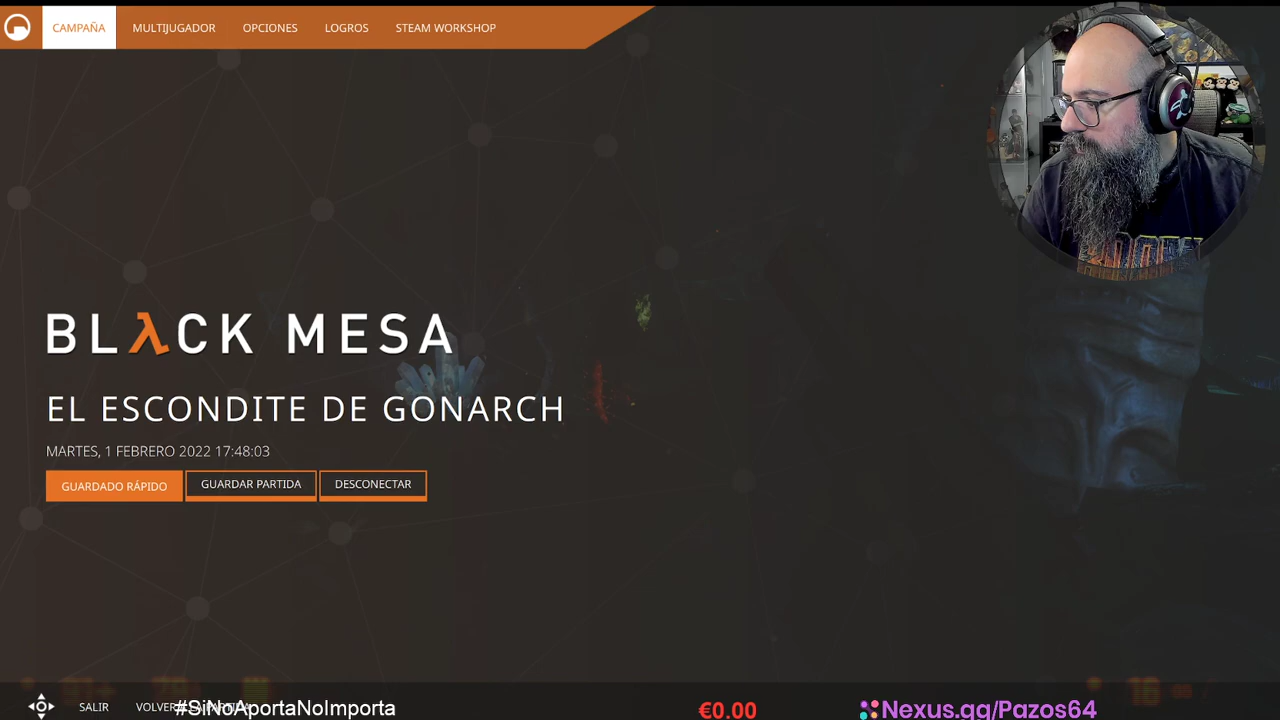 CAMPAÑA MULTIJUGADOR OPCIONES LOGROS STEAM WORKSHOP
BLλCK MESA
EL ESCONDITE DE GONARCH
MARTES, 1 FEBRERO 2022 17:48:03
GUARDADO RÁPIDO GUARDAR PARTIDA DESCONECTAR
SALIR
#SiNoAportaNoImporta
€0.00
Nexus.gg/Pazos64